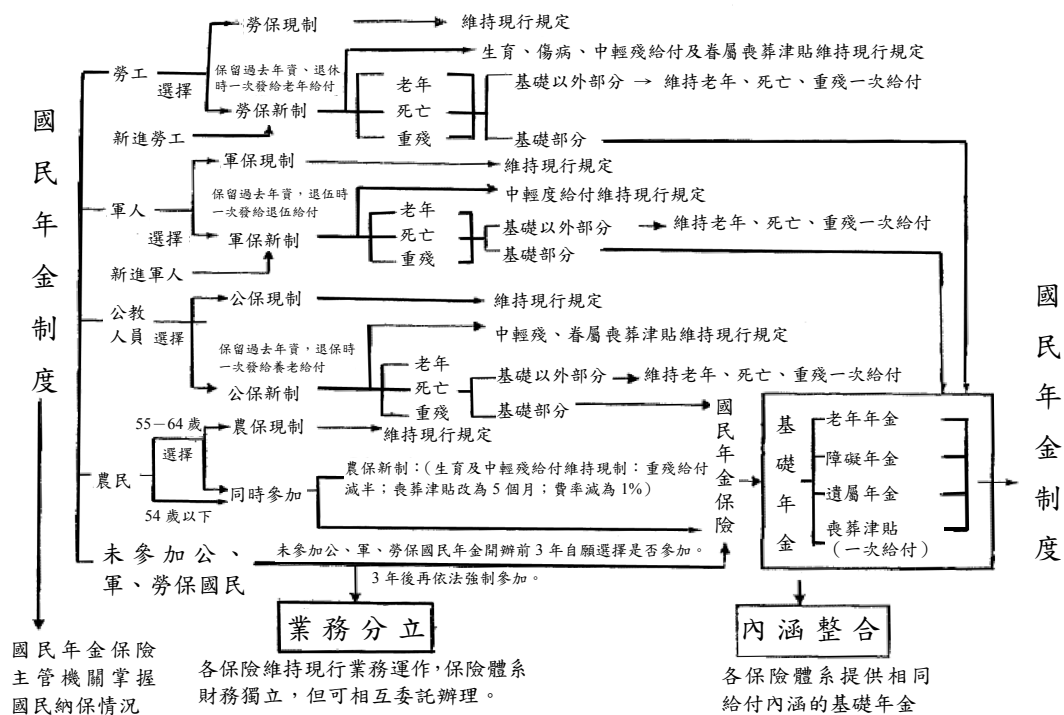 國民年金制度
勞工
選擇
勞保現制
維持現行規定
保留過去年資、退休
時一次發給老年給付
勞保新制
新進勞工
生育、傷病、中輕殘給付及眷屬喪葬津貼維持現行規定
老年
死亡
重殘
基礎以外部分
維持老年、死亡、重殘一次給付
基礎部分
軍人
選擇
軍保現制
維持現行規定
保留過去年資，退伍時
一次發給退伍給付
軍保新制
新進軍人
中輕度給付維持現行規定
老年
死亡
重殘
基礎以外部分
維持老年、死亡、重殘一次給付
基礎部分
公教
人員
選擇
公保現制
維持現行規定
保留過去年資，退保時
一次發給養老給付
公保新制
中輕殘、眷屬喪葬津貼維持現行規定
老年
死亡
重殘
基礎以外部分
維持老年、死亡、重殘一次給付
基礎部分
農民
55－64歲
選擇
54歲以下
農保現制
維持現行規定
同時參加
農保新制：（生育及中輕殘給付維持現制：重殘給付
減半；喪葬津貼改為5個月；費率減為1%）
未參加公、
軍、勞保國民
未參加公、軍、勞保國民年金開辦前3年自願選擇是否參加。
3年後再依法強制參加。
國民年金保險
基礎年金
老年年金
障礙年金
遺屬年金
喪葬津貼
（一次給付）
國民年金制度
國民年金保險
主管機關掌握
國民納保情況
業務分立
各保險維持現行業務運作，保險體系
財務獨立，但可相互委託辦理。
內涵整合
各保險體系提供相同
給付內涵的基礎年金